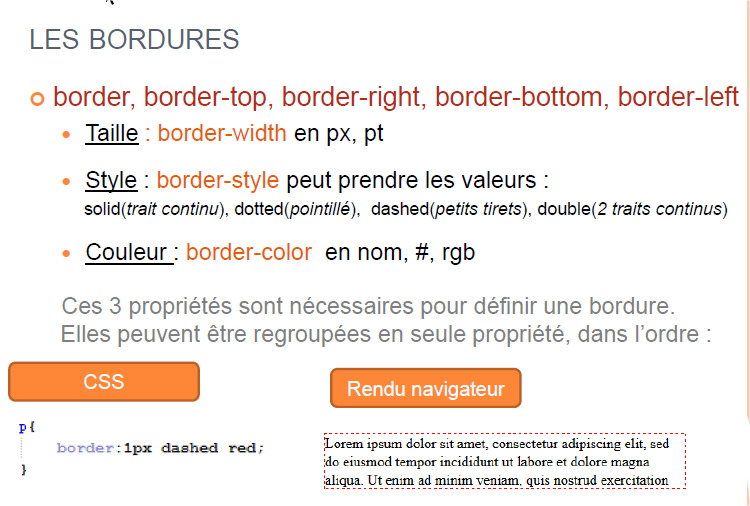 LES BORDURES
border, border-top, border-right, border-bottom, border-left
Taille : border-width en px, pt
Style : border-style peut prendre les valeurs :
solid(trait continu), dotted(pointillé), dashed(petits tirets), double(2 traits continus)
Couleur : border-color en nom, #, rgb
Ces 3 propriétés sont nécessaires pour définir une bordure.
Elles peuvent être regroupées en seule propriété, dans l'ordre :
CSS
p{
border:1px dashed red;
}
Rendu navigateur
Lorem ipsum dolor sit amet, consectetur adipiscing elit, sed
do eiusmod tempor incididunt ut labore et dolore magna
aliqua. Ut enim ad minim veniam, quis nostrud exercitation